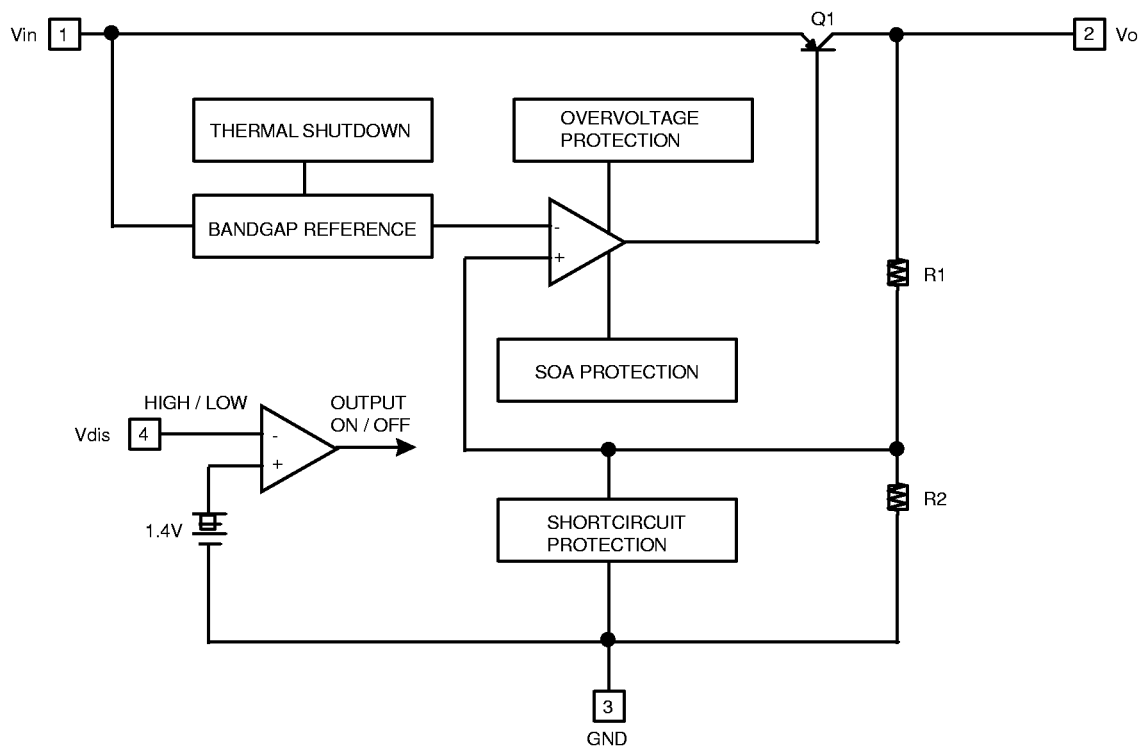 Q1
Vin 1
2 Vo
THERMAL SHUTDOWN
OVERVOLTAGE
PROTECTION
BANDGAP REFERENCE
-
+
R1
SOA PROTECTION
HIGH / LOW
OUTPUT
ON / OFF
Vdis 4
-
+
1.4V
SHORTCIRCUIT
PROTECTION
R2
3
GND